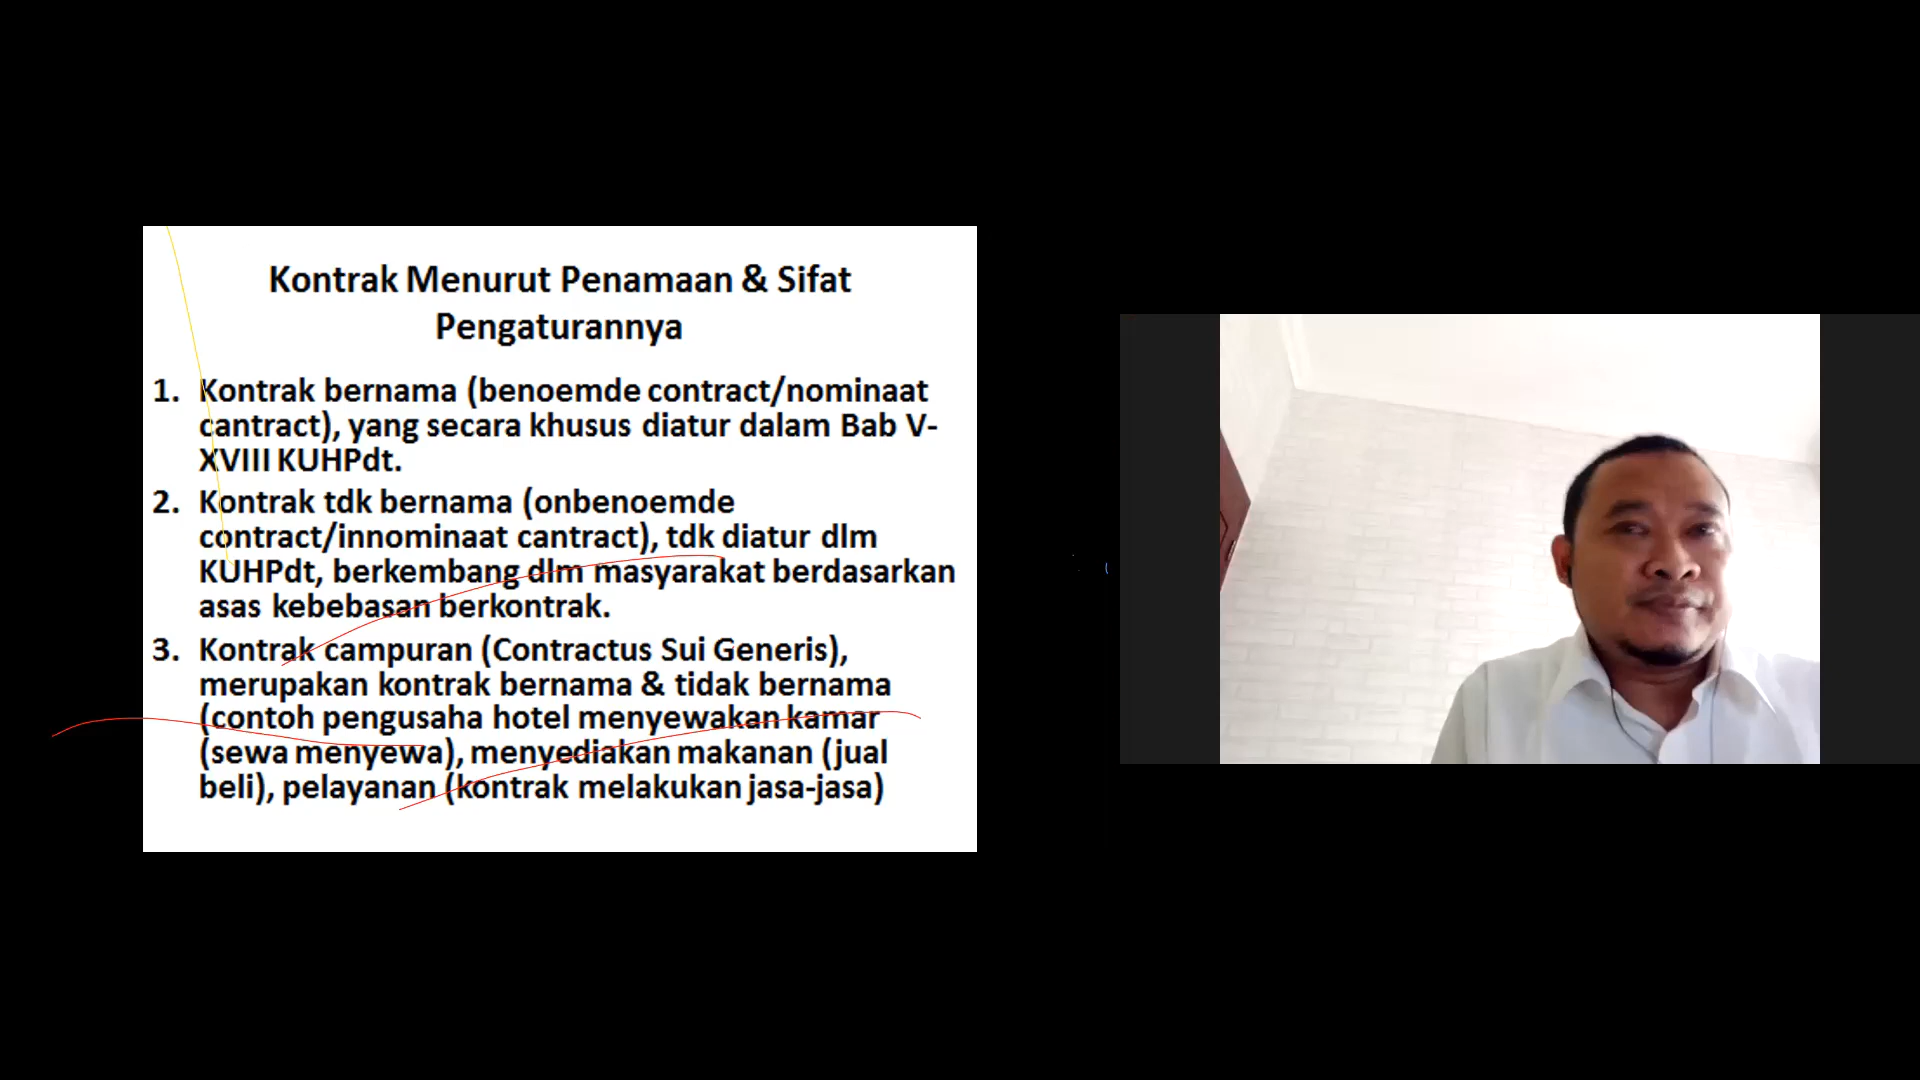 Kontrak Menurut Penamaan & Sifat
Pengaturannya
1. Kontrak bernama (benoemde contract/nominaat
cantract), yang secara khusus diatur dalam Bab V-
XVIII KUHPdt.
2. Kontrak tdk bernama (onbenoemde
contract/innominaat cantract), tdk diatur dlm
KUHPdt, berkembang dlm masyarakat berdasarkan
asas kebebasan berkontrak.
3. Kontrak campuran (Contractus Sui Generis),
merupakan kontrak bernama & tidak bernama
(contoh pengusaha hotel menyewakan kamar
(sewa menyewa), menyediakan makanan (jual
beli), pelayanan (kontrak melakukan jasa-jasa)